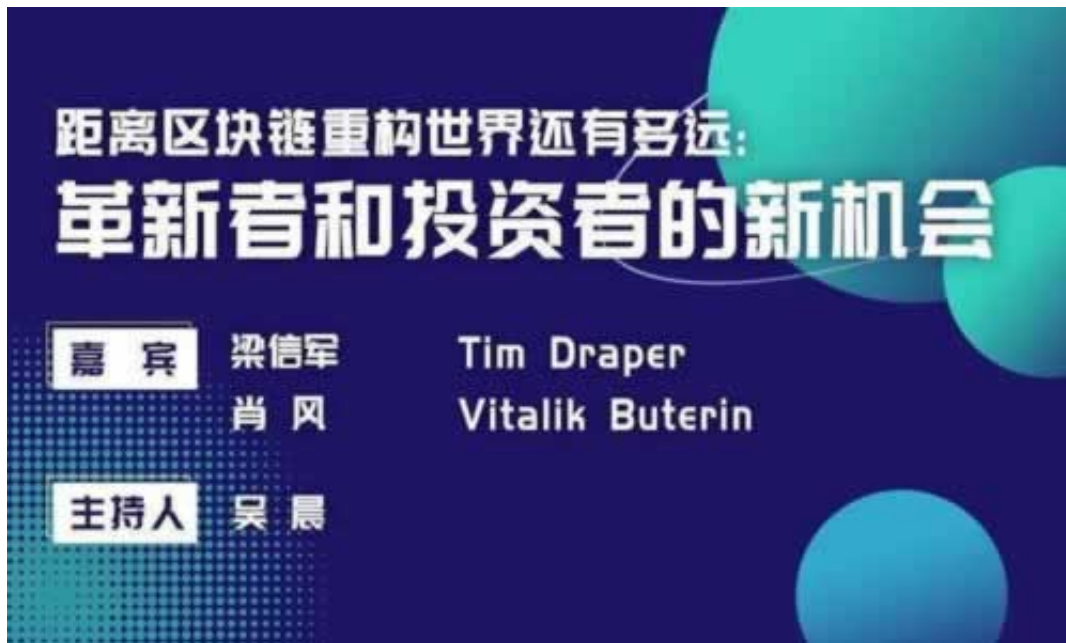 距离区块链重构世界还有多远:
革新者和投资者的新机会
嘉 宾 梁信军 Tim Draper
肖 风 Vitalik Buterin
主持人 吴 晨